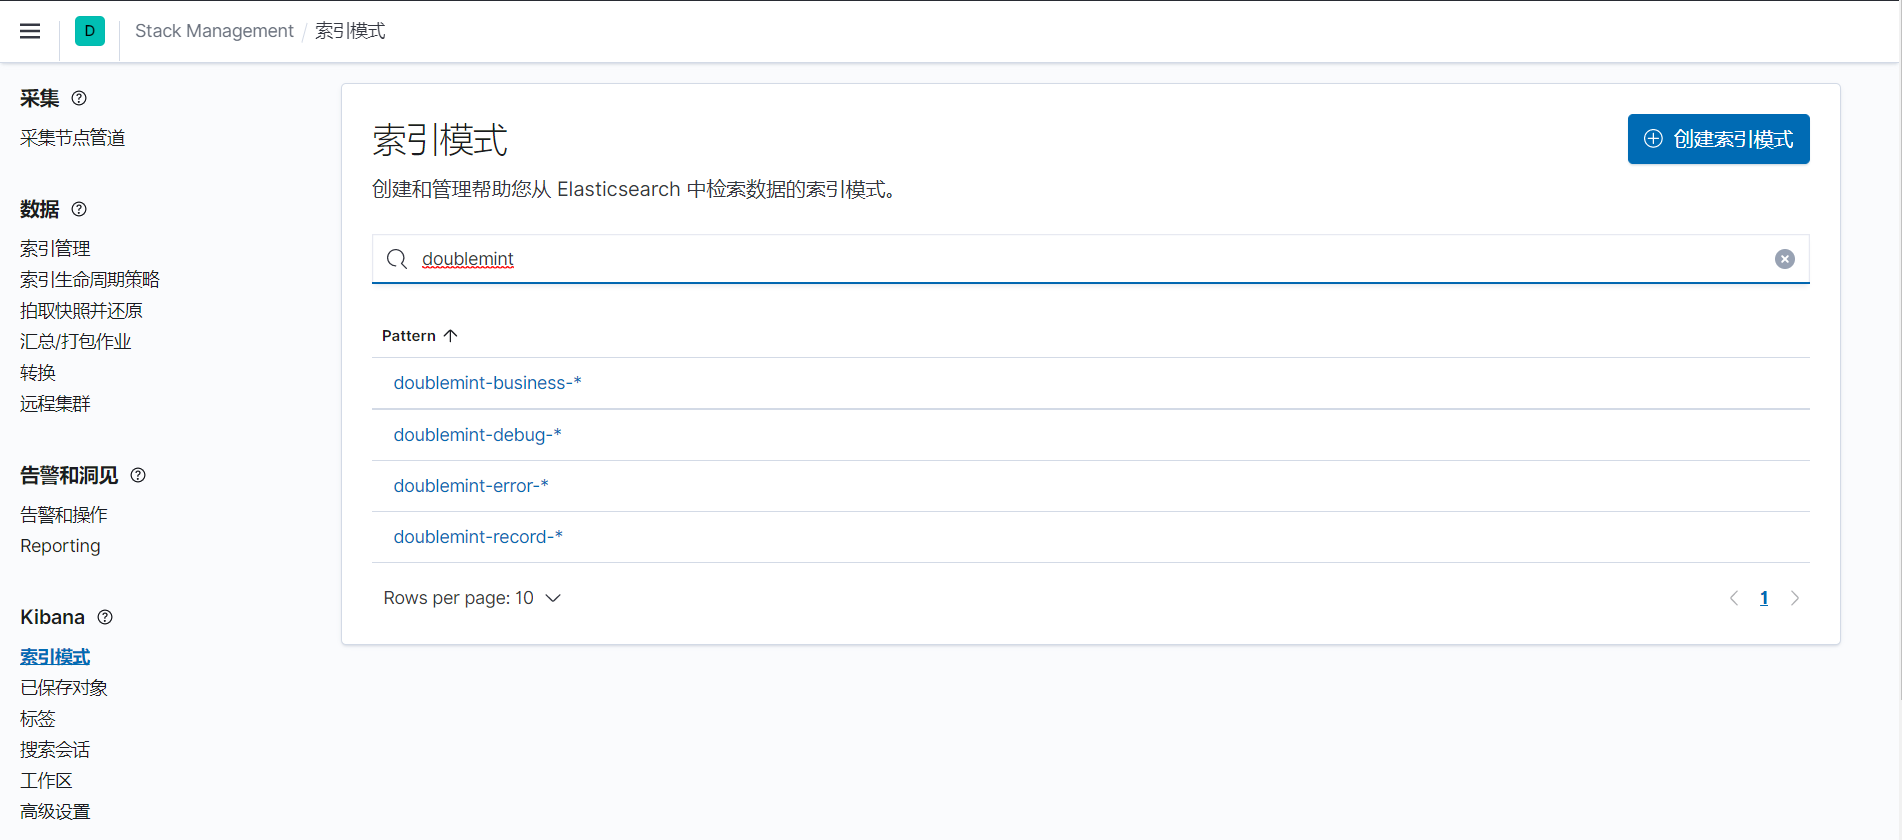 D
Stack Management / 索引模式
采集
采集节点管道
数据
索引管理
索引生命周期策略
拍取快照并还原
汇总/打包作业
转换
远程集群
告警和洞见
告警和操作
Reporting
Kibana
索引模式
已保存对象
标签
搜索会话
工作区
高级设置
索引模式
创建索引模式
创建和管理帮助您从 Elasticsearch 中检索数据的索引模式。
doublemint
Pattern
doublemint-business-*
doublemint-debug-*
doublemint-error-*
doublemint-record-*
Rows per page: 10
1